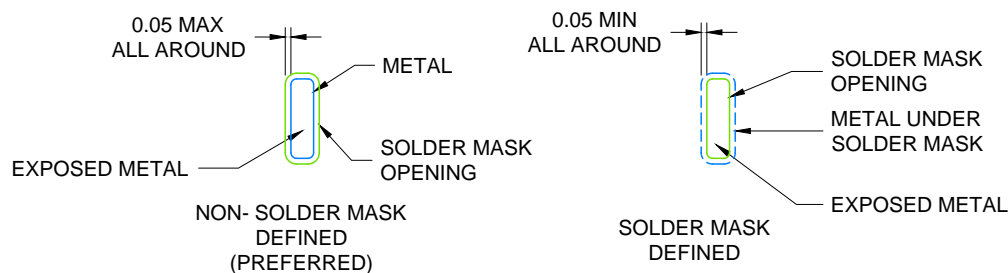 0.05 MAX
ALL AROUND
METAL
EXPOSED METAL
SOLDER MASK
OPENING
NON- SOLDER MASK
DEFINED
(PREFERRED)
0.05 MIN
ALL AROUND
SOLDER MASK
OPENING
METAL UNDER
SOLDER MASK
EXPOSED METAL
SOLDER MASK
DEFINED